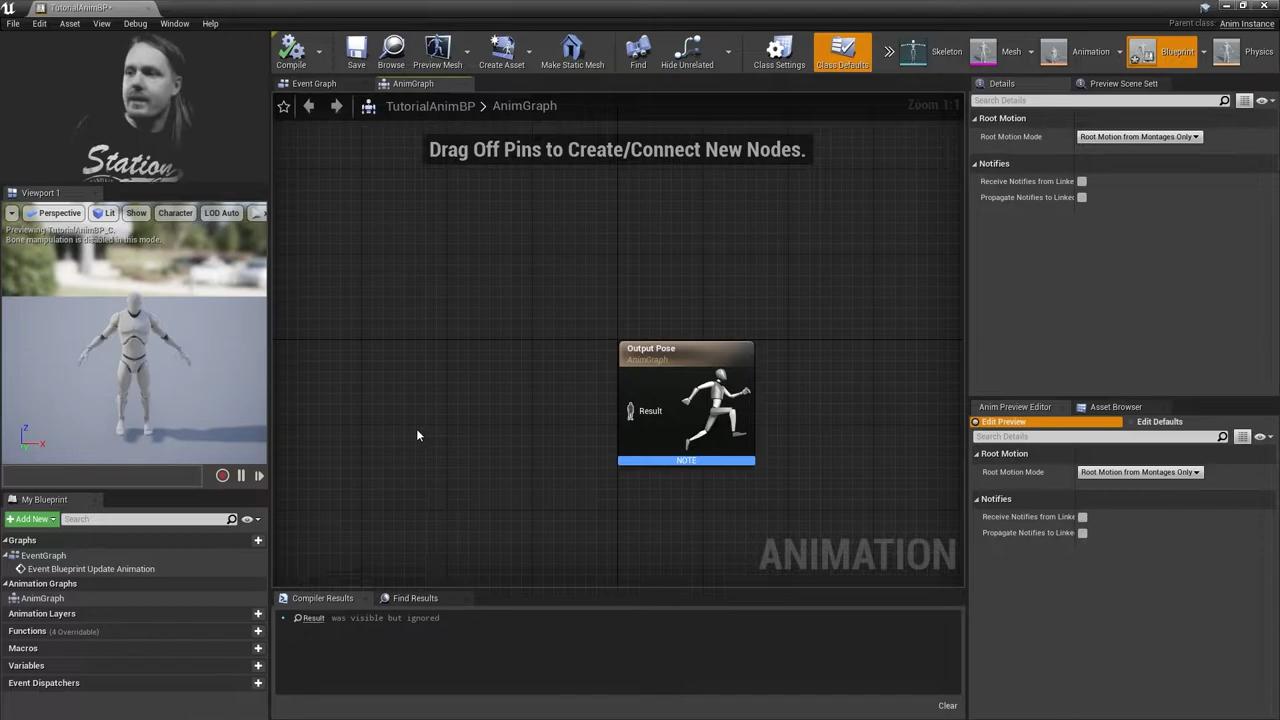 TutorialAnimBP*
File Edit Asset View Debug Window Help
Parent class: Anim Instance
Station
Compile
Save
Browse
Preview Mesh
Create Asset
Make Static Mesh
Find
Hide Unrelated
Class Settings
Class Defaults
Skeleton
Mesh
Animation
Blueprint
Physics
Event Graph
AnimGraph
TutorialAnimBP > AnimGraph
Zoom 1:1
Drag Off Pins to Create/Connect New Nodes.
Output Pose
AnimGraph
Result
NOTE
ANIMATION
Viewport 1
Perspective Lit Show Character LOD Auto
Previewing TutorialAnimBP_C.
Bone manipulation is disabled in this mode.
Z
X
My Blueprint
Add New
Search
Graphs
EventGraph
Event Blueprint Update Animation
Animation Graphs
AnimGraph
Animation Layers
Functions (4 Overridable)
Macros
Variables
Event Dispatchers
Compiler Results
Find Results
Result was visible but ignored
Clear
Details
Preview Scene Sett
Search Details
Root Motion
Root Motion Mode
Root Motion from Montages Only
Notifies
Receive Notifies from Linke
Propagate Notifies to Linke
Anim Preview Editor
Asset Browser
Edit Preview
Edit Defaults
Search Details
Root Motion
Root Motion Mode
Root Motion from Montages Only
Notifies
Receive Notifies from Linke
Propagate Notifies to Linke